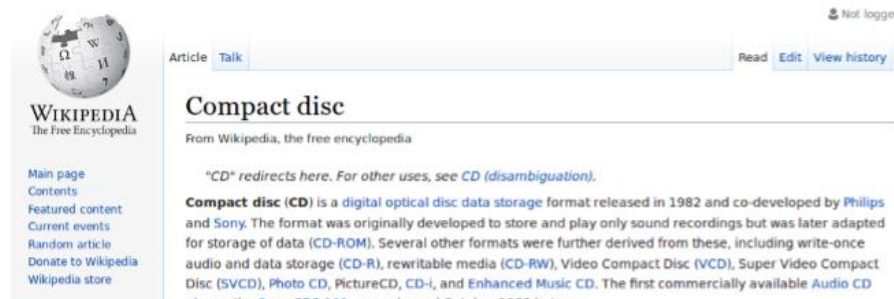 Not logge
Article Talk
Read Edit View history
WIKIPEDIA
The Free Encyclopedia
Compact disc
From Wikipedia, the free encyclopedia
"CD" redirects here. For other uses, see CD (disambiguation).
Main page
Contents
Featured content
Current events
Random article
Donate to Wikipedia
Wikipedia store
Compact disc (CD) is a digital optical disc data storage format released in 1982 and co-developed by Philips
and Sony. The format was originally developed to store and play only sound recordings but was later adapted
for storage of data (CD-ROM). Several other formats were further derived from these, including write-once
audio and data storage (CD-R), rewritable media (CD-RW), Video Compact Disc (VCD), Super Video Compact
Disc (SVCD), Photo CD, PictureCD, CD-i, and Enhanced Music CD. The first commercially available Audio CD